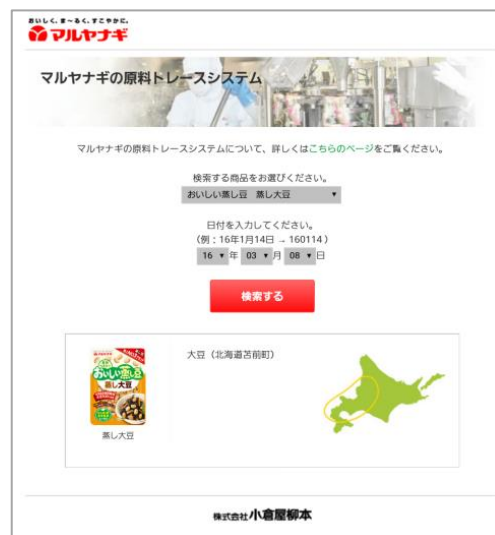 おいしく、ま～るく、すこやかに。
マルヤナギ
マルヤナギの原料トレースシステム
マルヤナギの原料トレースシステムについて、詳しくはこちらのページをご覧ください。
検索する商品をお選びください。
おいしい蒸し豆 蒸し大豆 ▼
日付を入力してください。
（例：16年1月14日 → 160114）
16 ▼ 年 03 ▼ 月 08 ▼ 日
検索する
大豆（北海道苫前町）
おいしい蒸し豆
蒸し大豆
蒸し大豆
株式会社小倉屋柳本